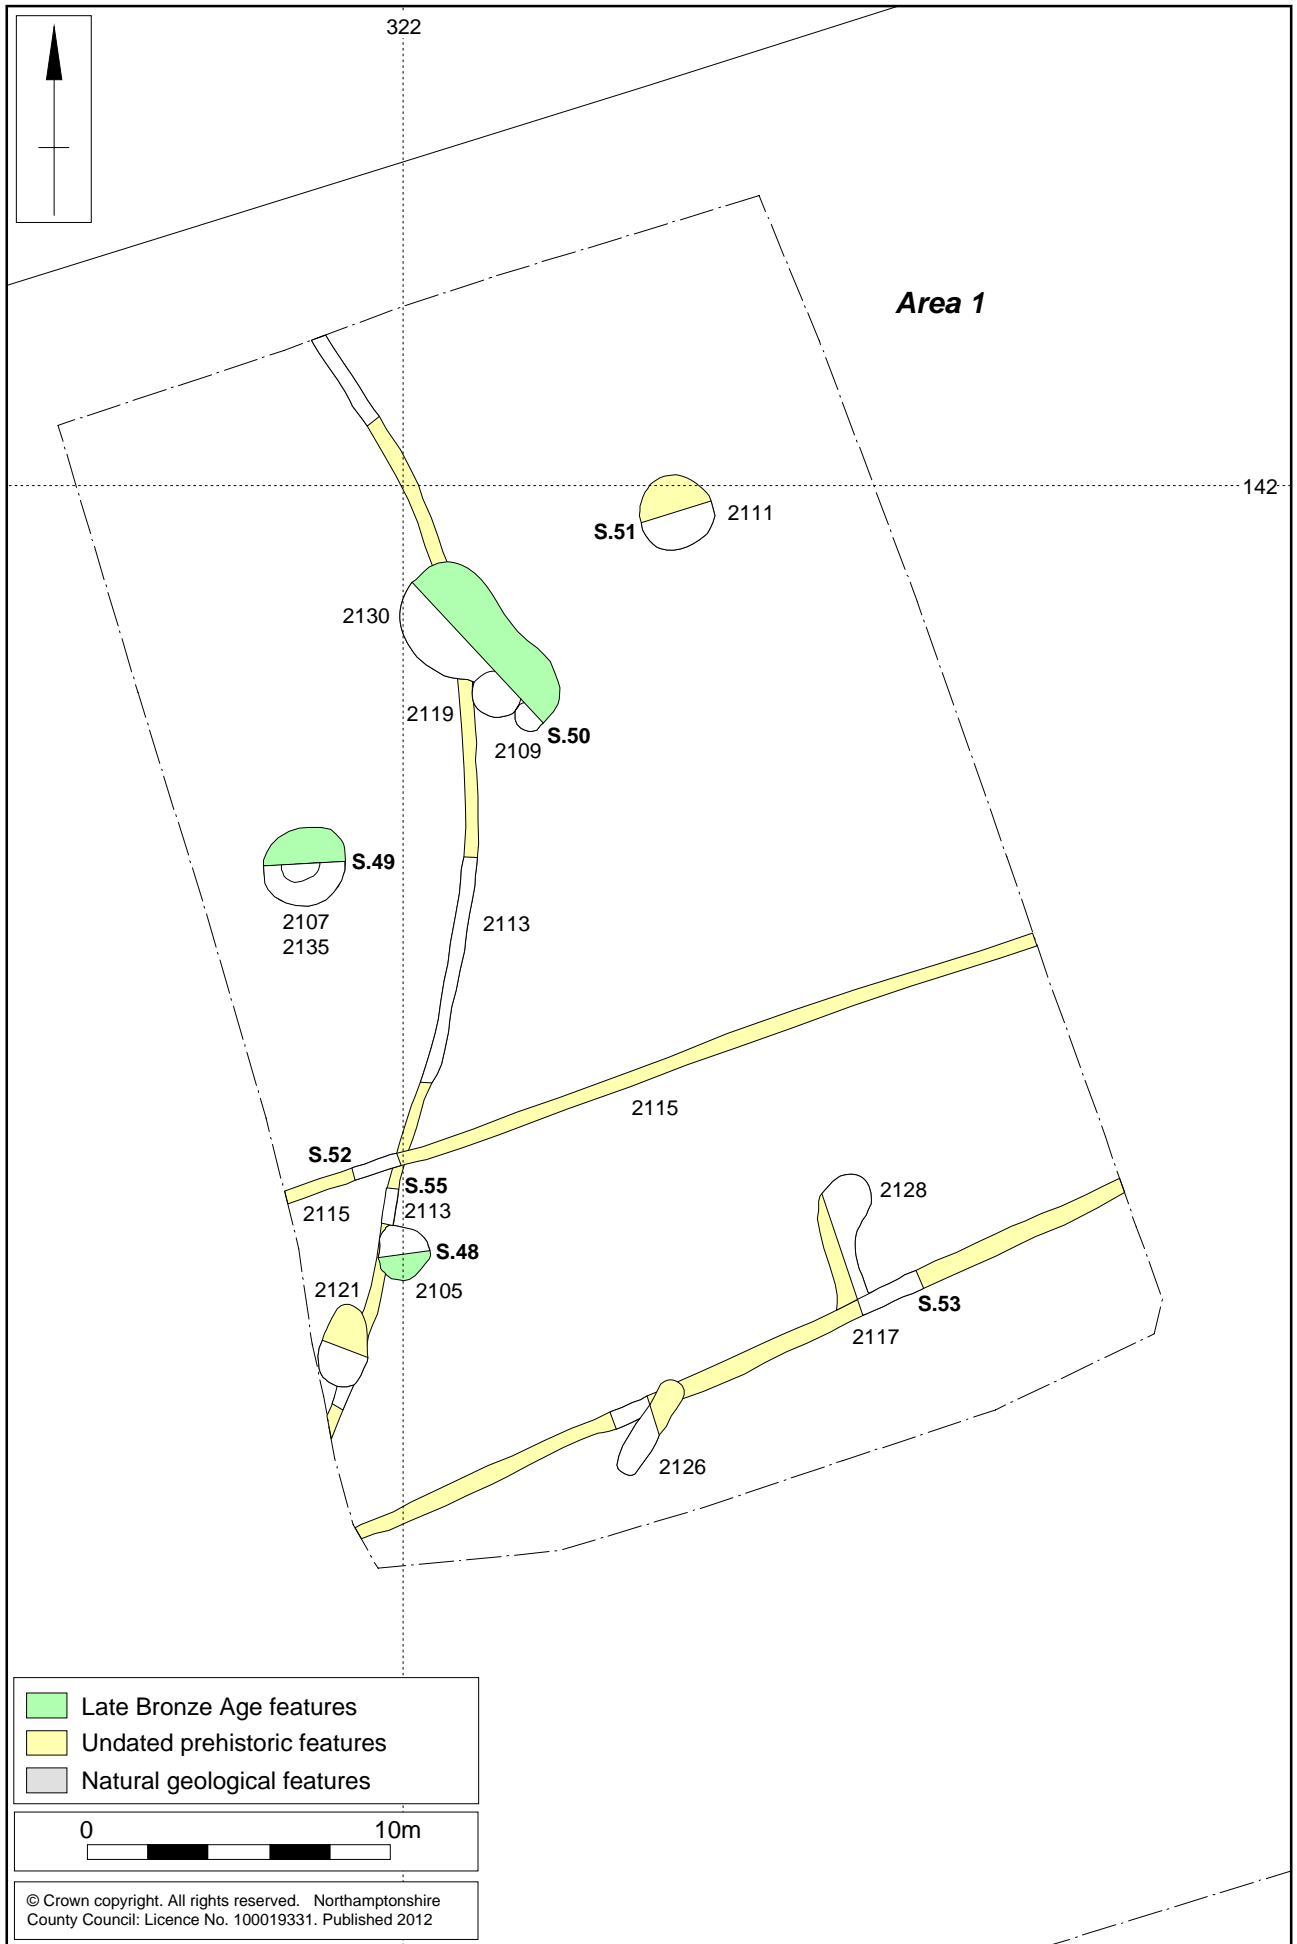 322
Area 1
142
2111
S.51
2130
2119
S.50
2109
S.49
2107
2135
2113
2115
S.52
S.55
2115
2113
2128
S.48
2121
2105
S.53
2117
2126
Late Bronze Age features
Undated prehistoric features
Natural geological features
0 10m
© Crown copyright. All rights reserved. Northamptonshire
County Council: Licence No. 100019331. Published 2012